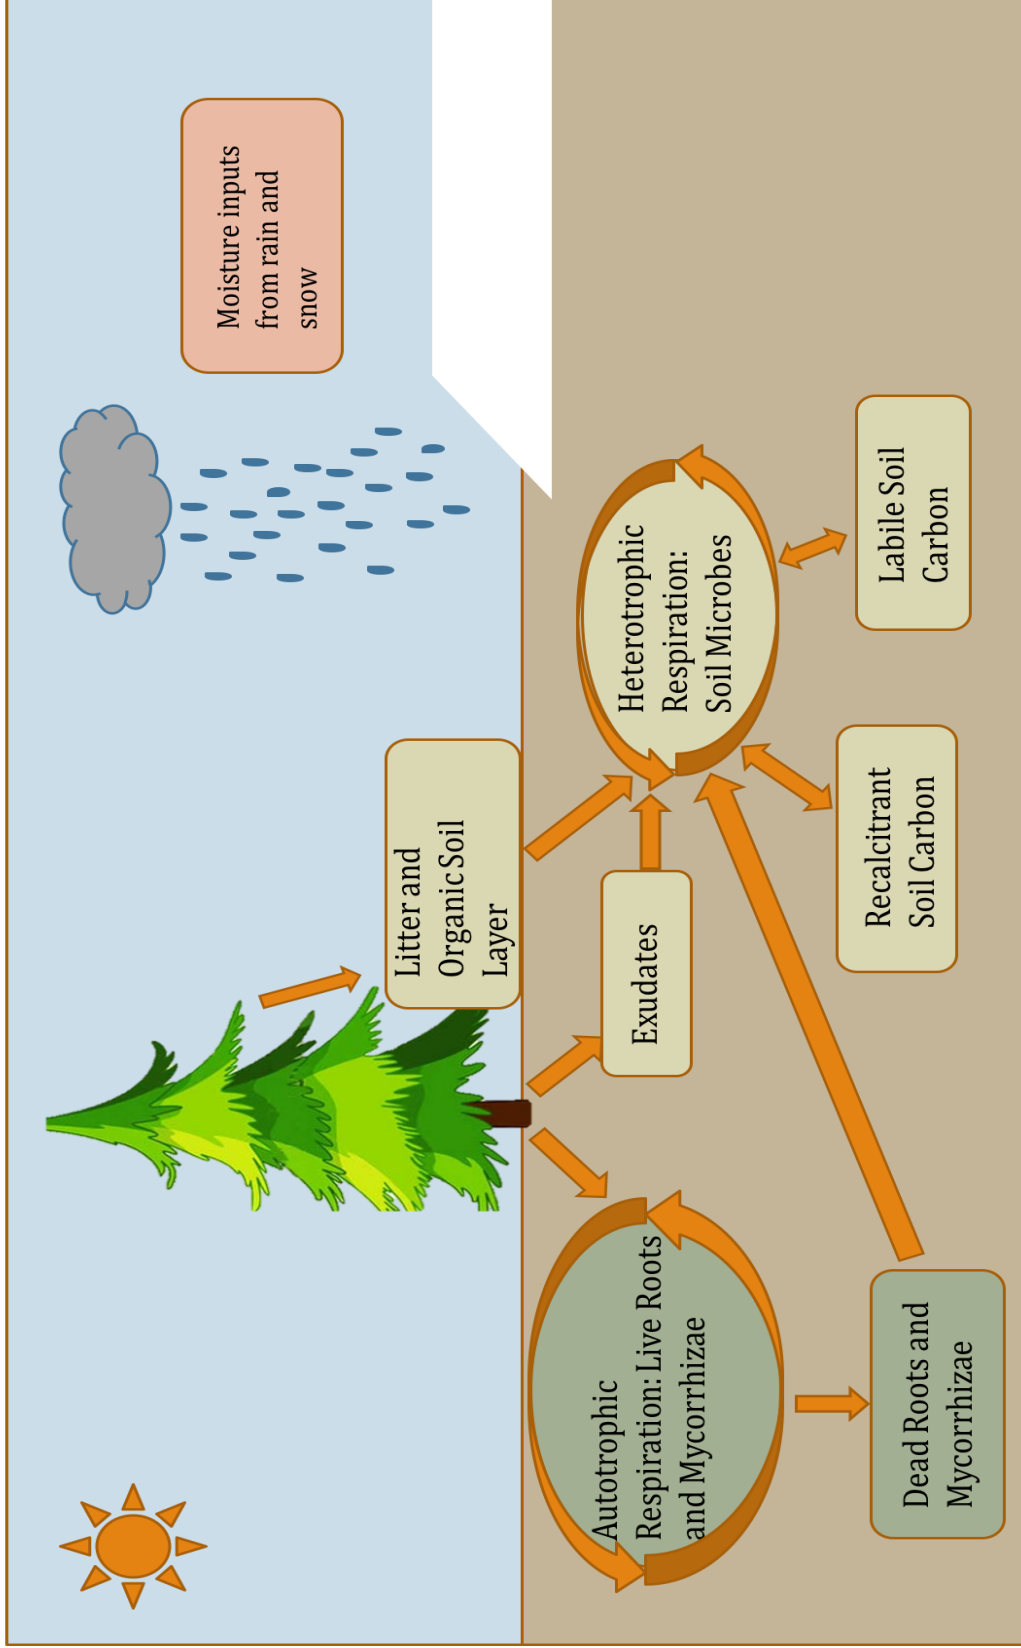 Moisture inputs
from rain and
snow
Litter and
Organic Soil
Layer
Autotrophic
Respiration: Live Roots
and Mycorrhizae
Exudates
Heterotrophic
Respiration:
Soil Microbes
Dead Roots and
Mycorrhizae
Recalcitrant
Soil Carbon
Labile Soil
Carbon